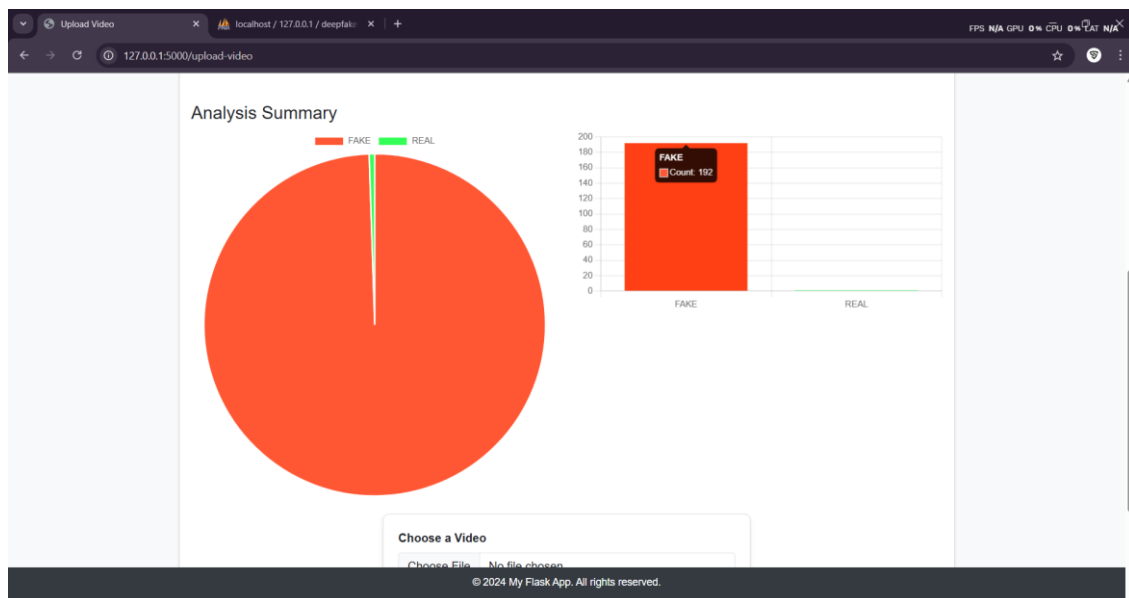 Upload Video
localhost / 127.0.0.1 / deepfake
FPS N/A GPU 0% CPU 0% LAT N/A
127.0.0.1:5000/upload-video
Analysis Summary
FAKE REAL
200
180
160
140
120
100
80
60
40
20
0
FAKE
Count: 192
FAKE REAL
Choose a Video
Choose File No file chosen
© 2024 My Flask App. All rights reserved.